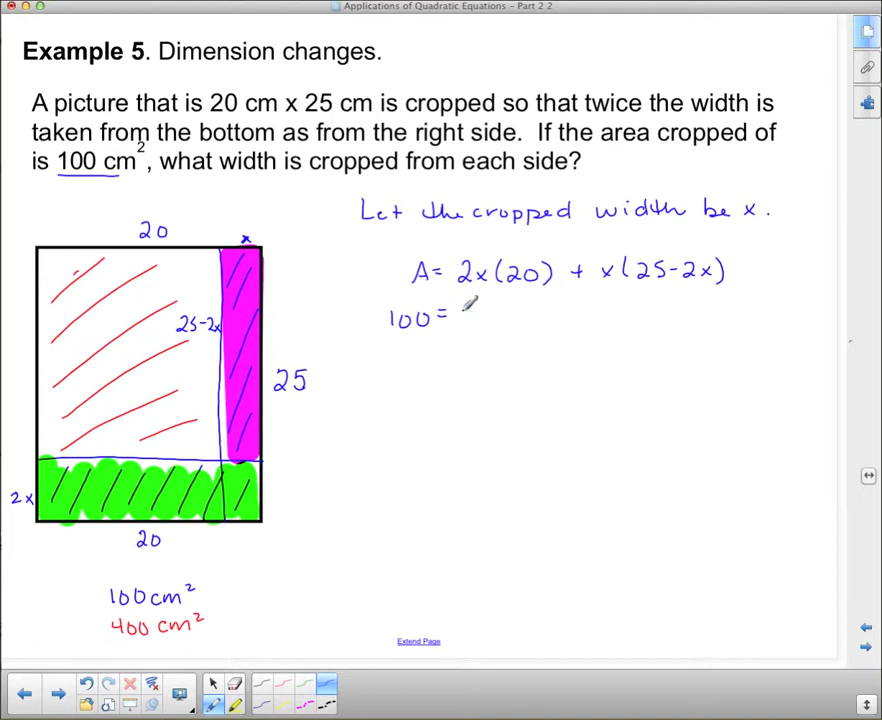 Applications of Quadratic Equations - Part 2 2
Example 5. Dimension changes.
A picture that is 20 cm x 25 cm is cropped so that twice the width is
taken from the bottom as from the right side. If the area cropped of
is 100 cm², what width is cropped from each side?
Let the cropped width be x.
20
x
A= 2x(20) + x(25-2x)
100=
25-2x
25
2x
20
100cm²
400 cm²
Extend Page